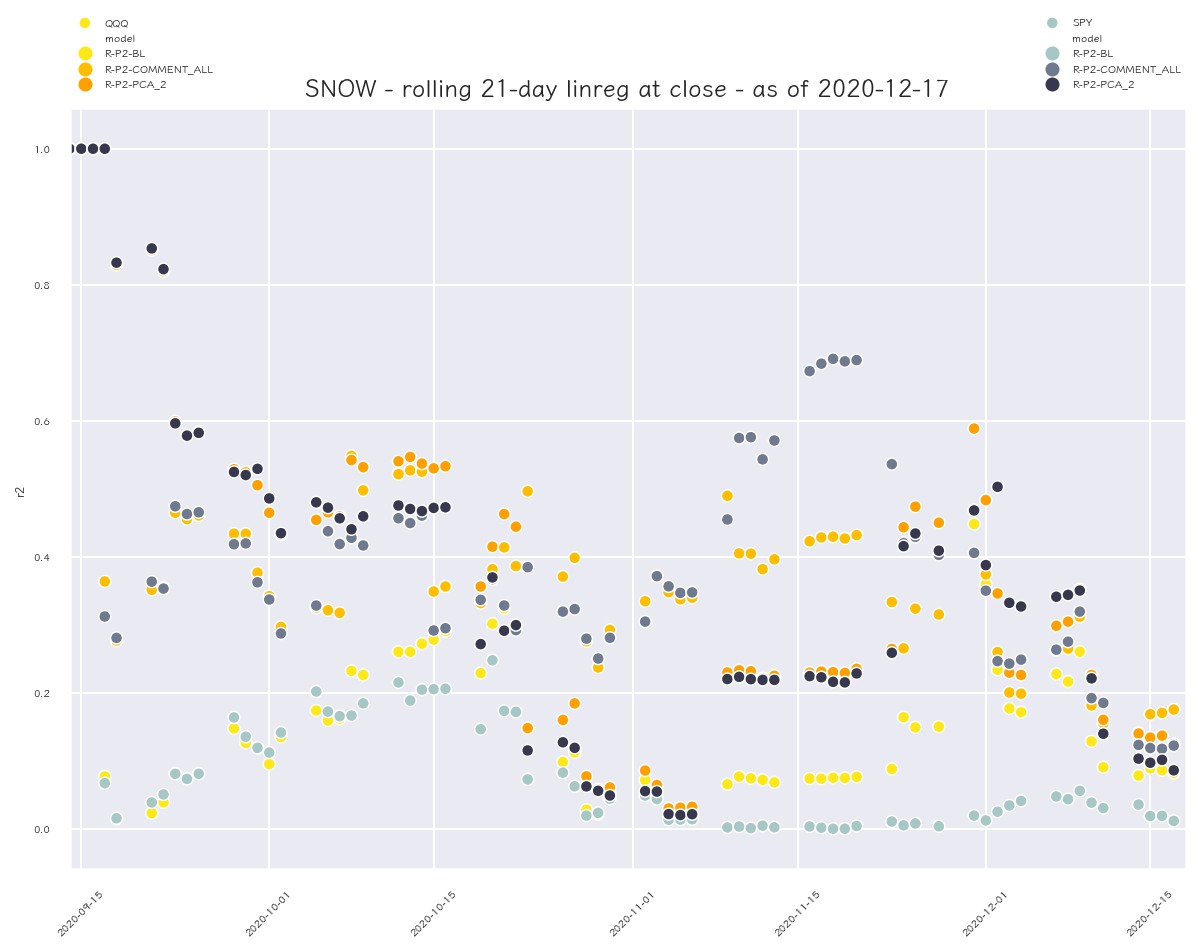 QQQ
model
R-P2-BL
R-P2-COMMENT_ALL
R-P2-PCA_2
SPY
model
R-P2-BL
R-P2-COMMENT_ALL
R-P2-PCA_2
SNOW - rolling 21-day linreg at close - as of 2020-12-17
1.0
0.8
0.6
0.4
0.2
0.0
r2
2020-09-15
2020-10-01
2020-10-15
2020-11-01
2020-11-15
2020-12-01
2020-12-15